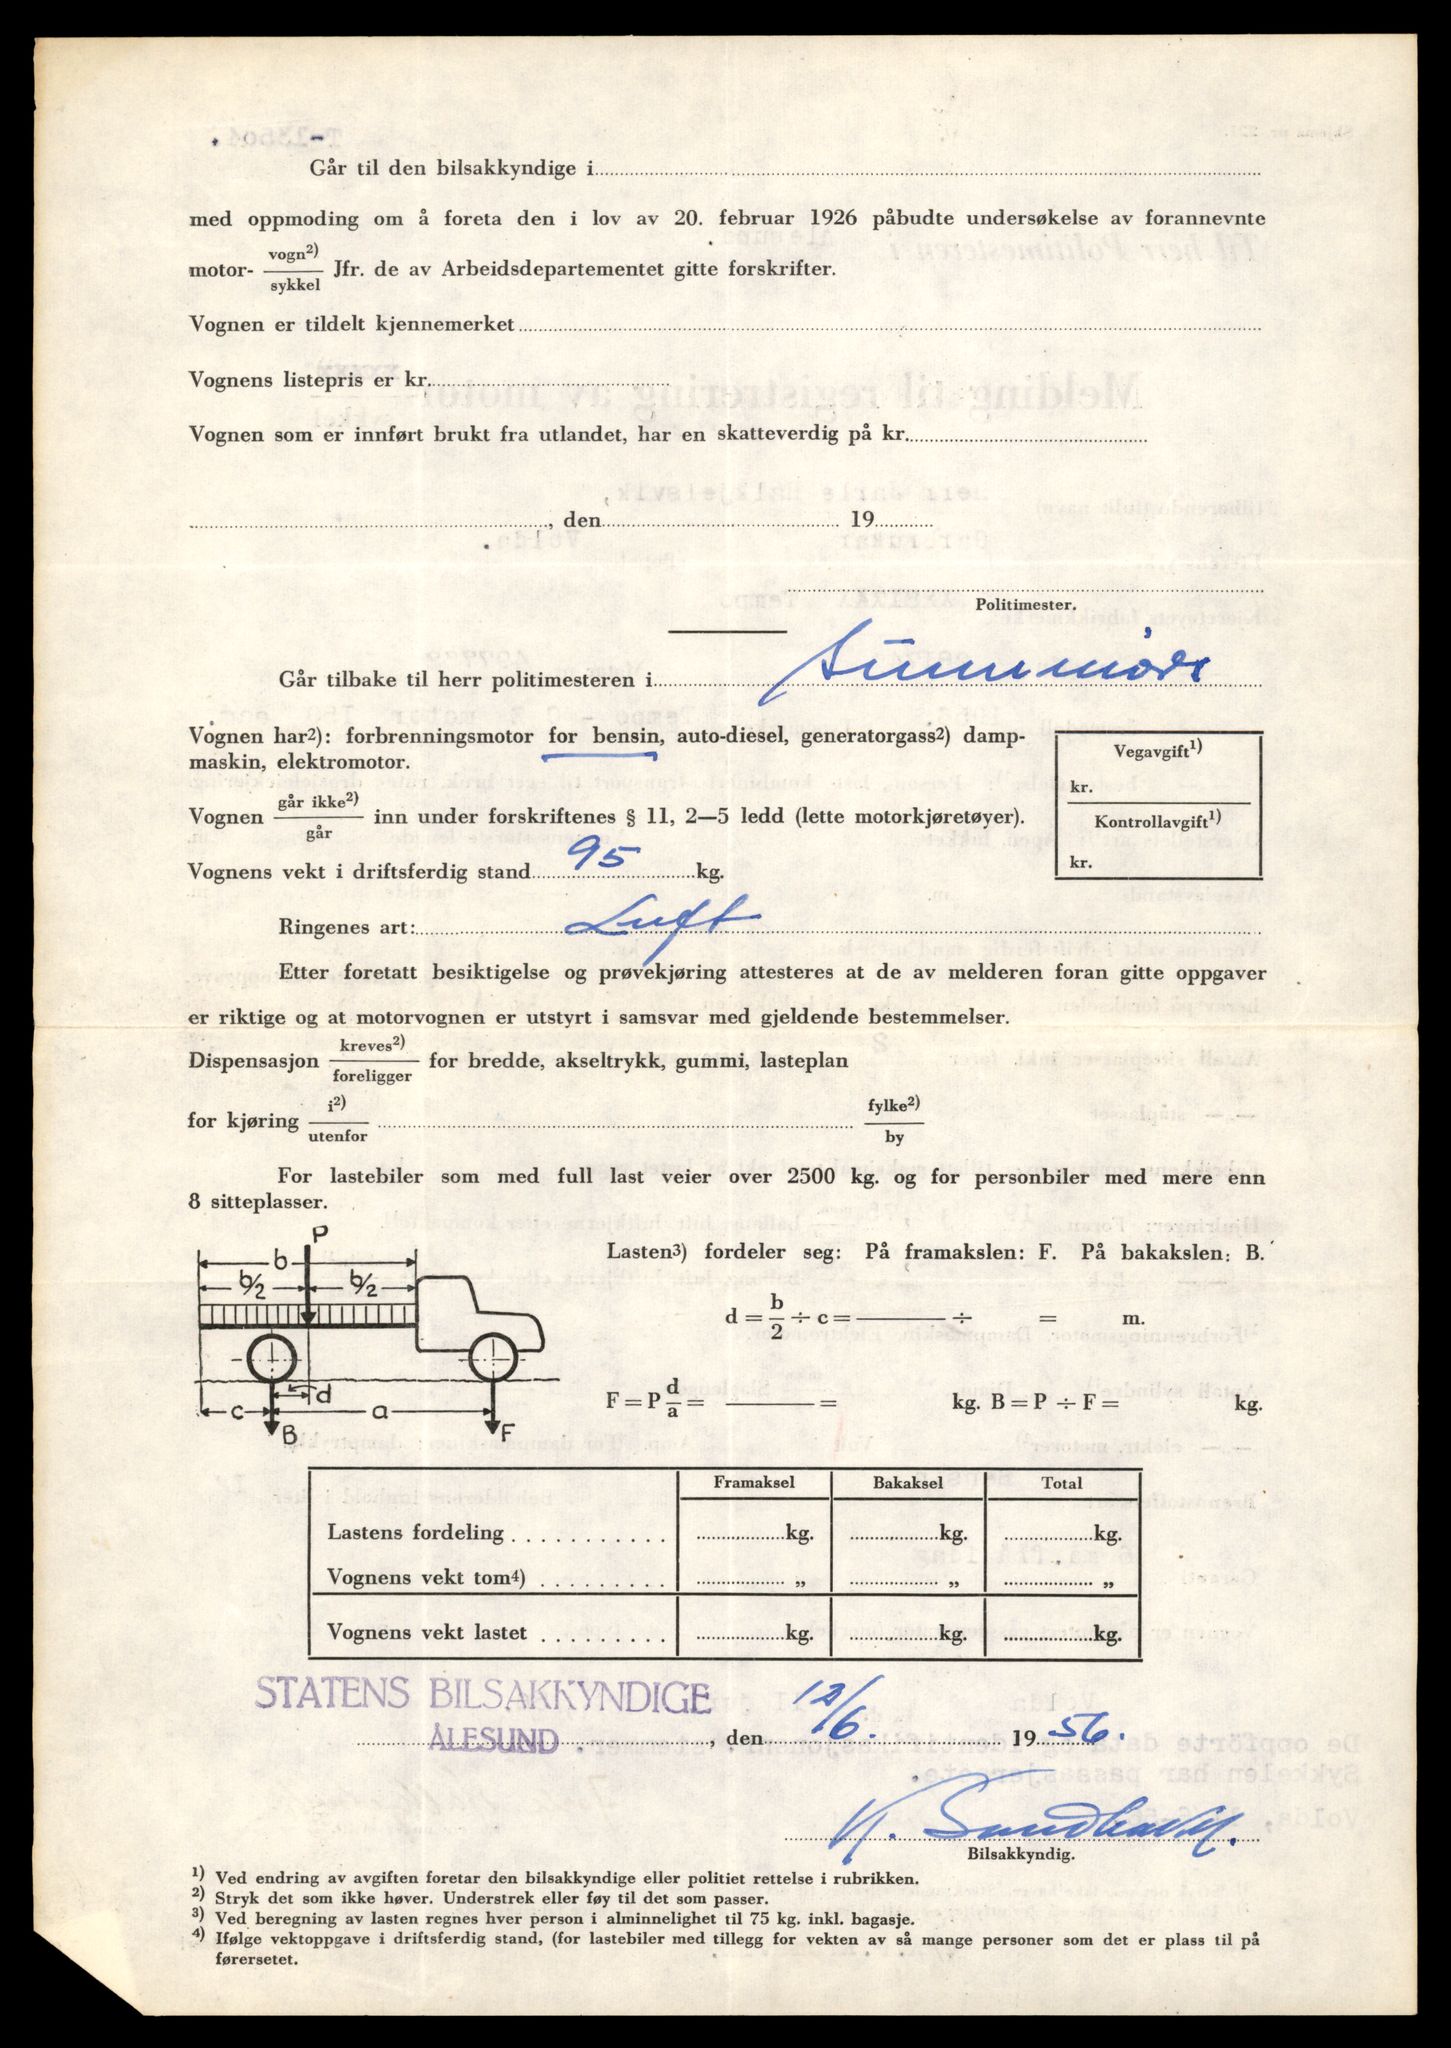 Går til den bilsakkyndige i
med oppmoding om å foreta den i lov av 20. februar 1926 påbudte undersøkelse av forannevnte
motor- vogn2) / sykkel Jfr. de av Arbeidsdepartementet gitte forskrifter.
Vognen er tildelt kjennemerket
Vognens listepris er kr.
Vognen som er innført brukt fra utlandet, har en skatteverdig på kr.
, den 19
Politimester.
Går tilbake til herr politimesteren i Sunnmöre
Vognen har2): forbrenningsmotor for bensin, auto-diesel, generatorgass2) damp-
maskin, elektromotor.
Vegavgift1)
kr.
Kontrollavgift1)
kr.
Vognen går ikke2) / går inn under forskriftenes § 11, 2—5 ledd (lette motorkjøretøyer).
Vognens vekt i driftsferdig stand 95 kg.
Ringenes art: Luft
Etter foretatt besiktigelse og prøvekjøring attesteres at de av melderen foran gitte oppgaver
er riktige og at motorvognen er utstyrt i samsvar med gjeldende bestemmelser.
Dispensasjon kreves2) / foreligger for bredde, akseltrykk, gummi, lasteplan
for kjøring i2) / utenfor fylke2) / by
For lastebiler som med full last veier over 2500 kg. og for personbiler med mere enn
8 sitteplasser.
P
b
b/2 b/2
d
c a
B F
Lasten3) fordeler seg: På framakslen: F. På bakakslen: B.
d = b/2 ÷ c = ÷ = m.
F = P d/a = = kg. B = P ÷ F = kg.
Framaksel Bakaksel Total
Lastens fordeling kg. kg. kg.
Vognens vekt tom4) „ „ „
Vognens vekt lastet kg. kg. kg.
STATENS BILSAKKYNDIGE
ÅLESUND , den 12/6. 1956.
K. Sundhall.
Bilsakkyndig.
1) Ved endring av avgiften foretar den bilsakkyndige eller politiet rettelse i rubrikken.
2) Stryk det som ikke høver. Understrek eller føy til det som passer.
3) Ved beregning av lasten regnes hver person i alminnelighet til 75 kg. inkl. bagasje.
4) Ifølge vektoppgave i driftsferdig stand, (for lastebiler med tillegg for vekten av så mange personer som det er plass til på
førersetet.